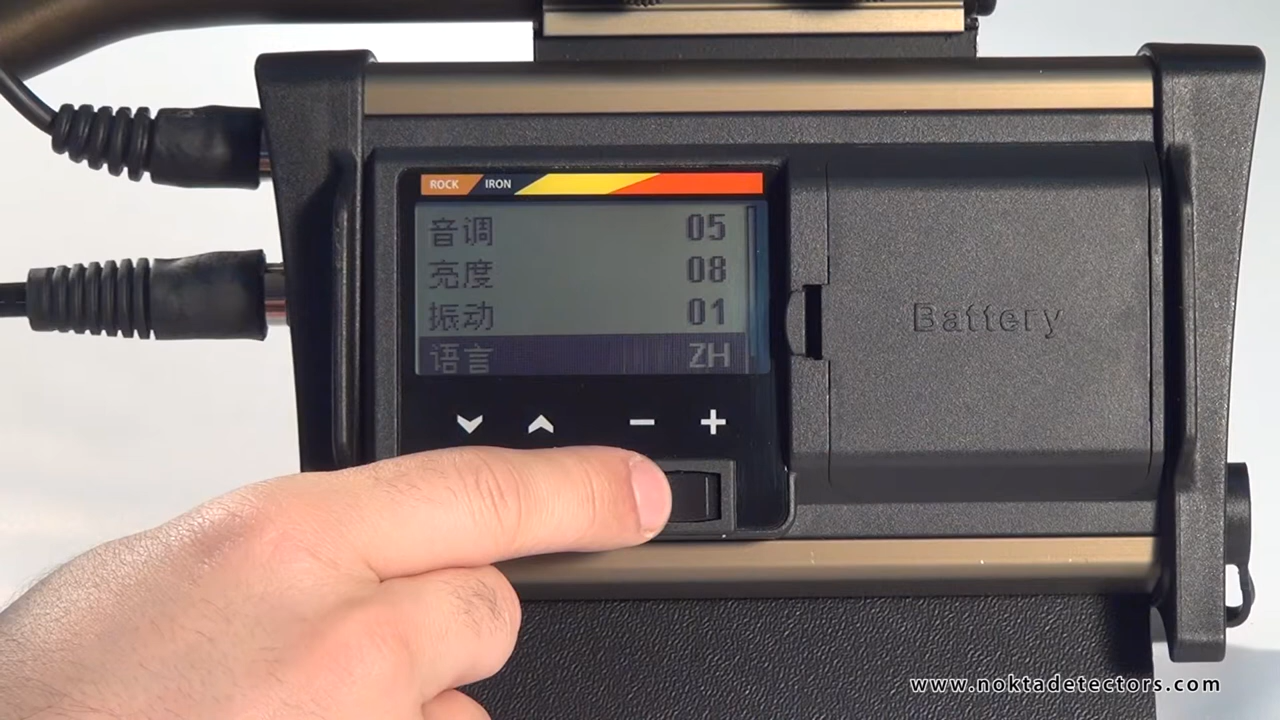 ROCK IRON
音调 05
亮度 08
振动 01
语言 ZH
Battery
www.noktadetectors.com